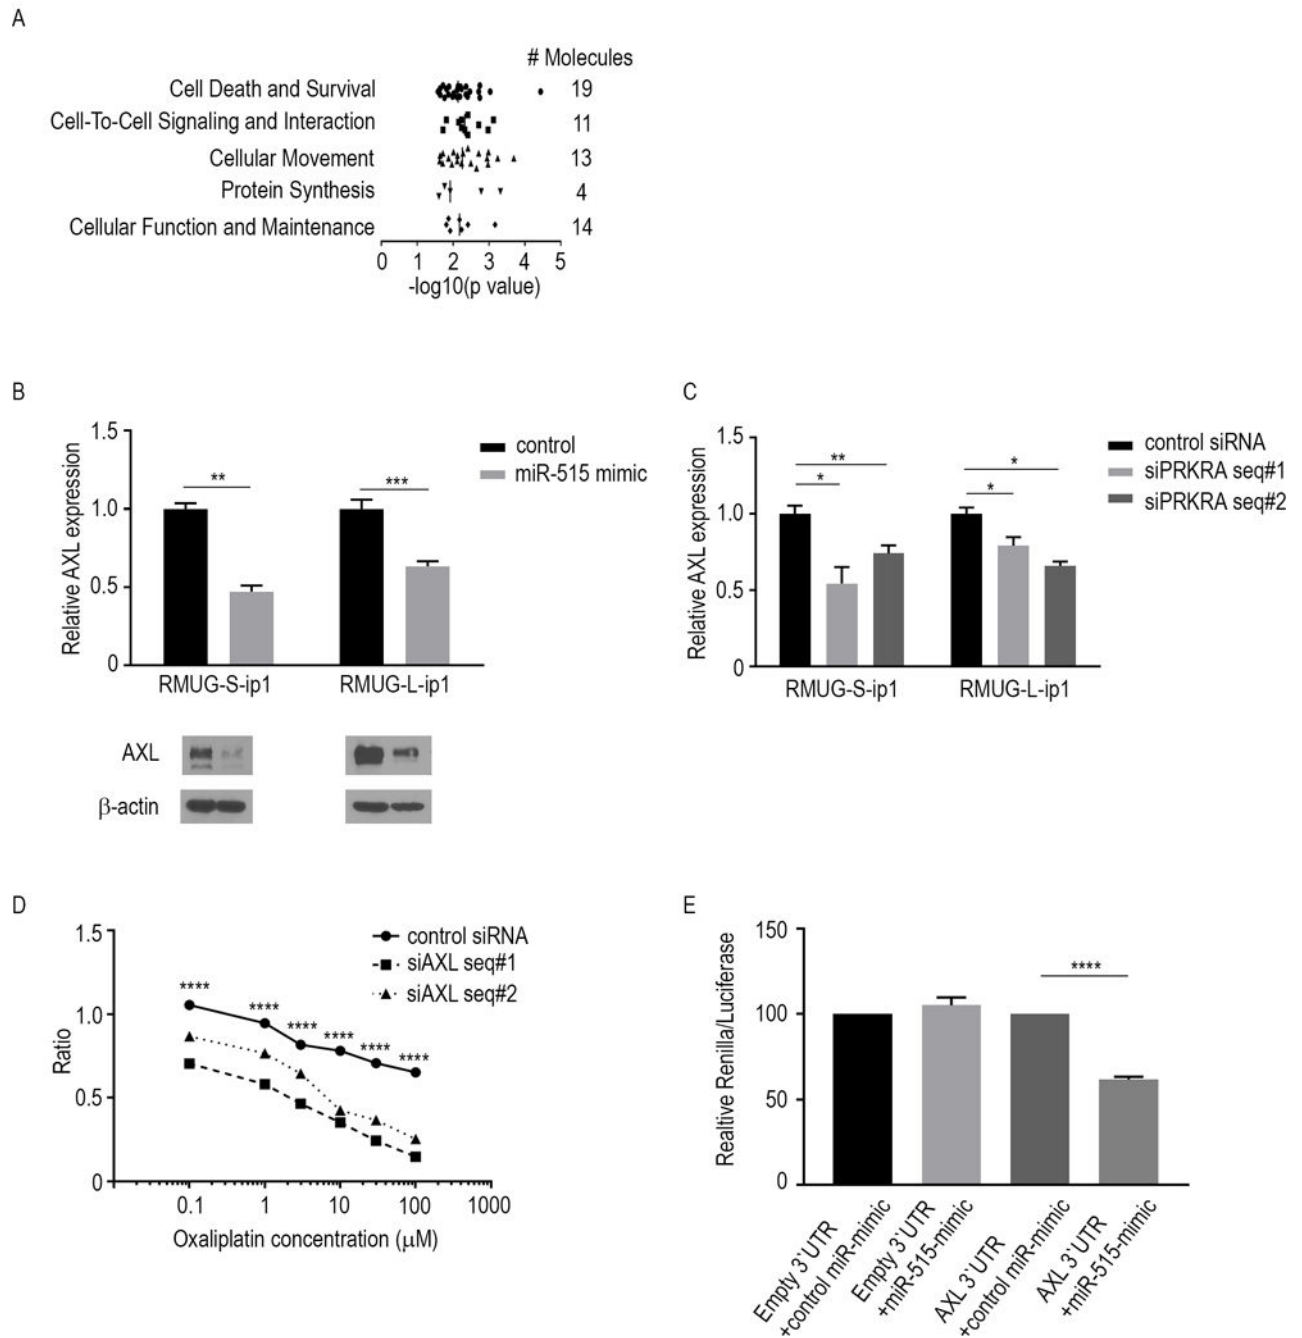 A
# Molecules
Cell Death and Survival 19
Cell-To-Cell Signaling and Interaction 11
Cellular Movement 13
Protein Synthesis 4
Cellular Function and Maintenance 14
0 1 2 3 4 5
-log10(p value)
B
Relative AXL expression
1.5
1.0
0.5
0
** ***
control
miR-515 mimic
RMUG-S-ip1 RMUG-L-ip1
AXL
β-actin
C
Relative AXL expression
1.5
1.0
0.5
0
** *
* *
control siRNA
siPRKRA seq#1
siPRKRA seq#2
RMUG-S-ip1 RMUG-L-ip1
D
Ratio
1.5
1.0
0.5
0
control siRNA
siAXL seq#1
siAXL seq#2
**** **** **** **** **** ****
0.1 1 10 100 1000
Oxaliplatin concentration (μM)
E
Realtive Renilla/Luciferase
150
100
50
0
****
Empty 3`UTR
+control miR-mimic
Empty 3`UTR
+miR-515-mimic
AXL 3`UTR
+control miR-mimic
AXL 3`UTR
+miR-515-mimic